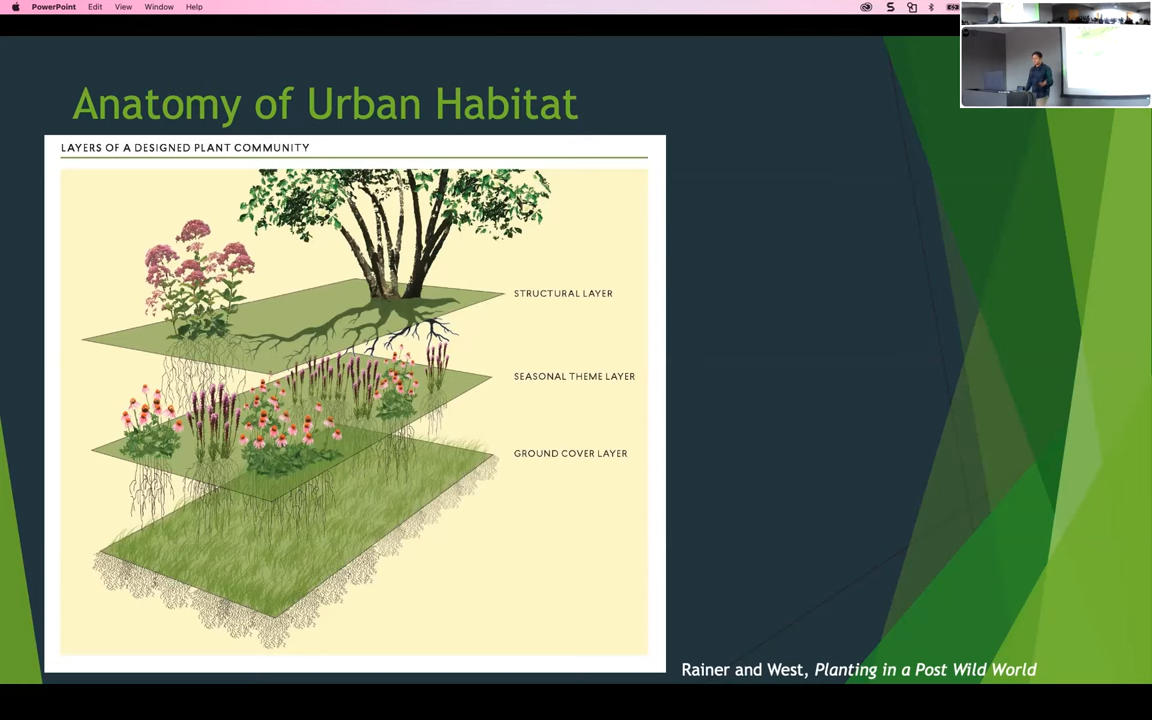 PowerPoint Edit View Window Help
Anatomy of Urban Habitat
LAYERS OF A DESIGNED PLANT COMMUNITY
STRUCTURAL LAYER
SEASONAL THEME LAYER
GROUND COVER LAYER
Rainer and West, Planting in a Post Wild World